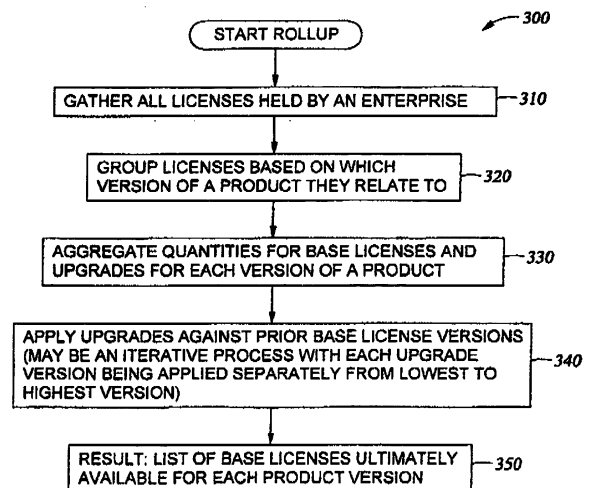 START ROLLUP
300
GATHER ALL LICENSES HELD BY AN ENTERPRISE
310
GROUP LICENSES BASED ON WHICH
VERSION OF A PRODUCT THEY RELATE TO
320
AGGREGATE QUANTITIES FOR BASE LICENSES AND
UPGRADES FOR EACH VERSION OF A PRODUCT
330
APPLY UPGRADES AGAINST PRIOR BASE LICENSE VERSIONS
(MAY BE AN ITERATIVE PROCESS WITH EACH UPGRADE
VERSION BEING APPLIED SEPARATELY FROM LOWEST TO
HIGHEST VERSION)
340
RESULT: LIST OF BASE LICENSES ULTIMATELY
AVAILABLE FOR EACH PRODUCT VERSION
350